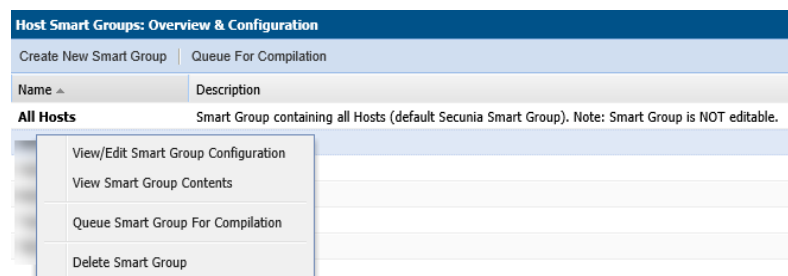 Host Smart Groups: Overview & Configuration
Create New Smart Group Queue For Compilation
Name Description
All Hosts Smart Group containing all Hosts (default Secunia Smart Group). Note: Smart Group is NOT editable.
View/Edit Smart Group Configuration
View Smart Group Contents
Queue Smart Group For Compilation
Delete Smart Group